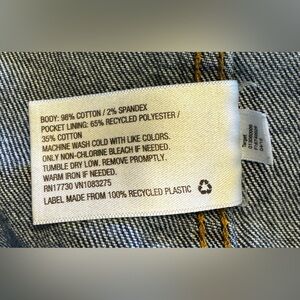 BODY: 98% COTTON / 2% SPANDEX
POCKET LINING: 65% RECYCLED POLYESTER /
35% COTTON
MACHINE WASH COLD WITH LIKE COLORS.
ONLY NON-CHLORINE BLEACH IF NEEDED.
TUMBLE DRY LOW. REMOVE PROMPTLY.
WARM IRON IF NEEDED.
RN17730 VN1083275
LABEL MADE FROM 100% RECYCLED PLASTIC
Target